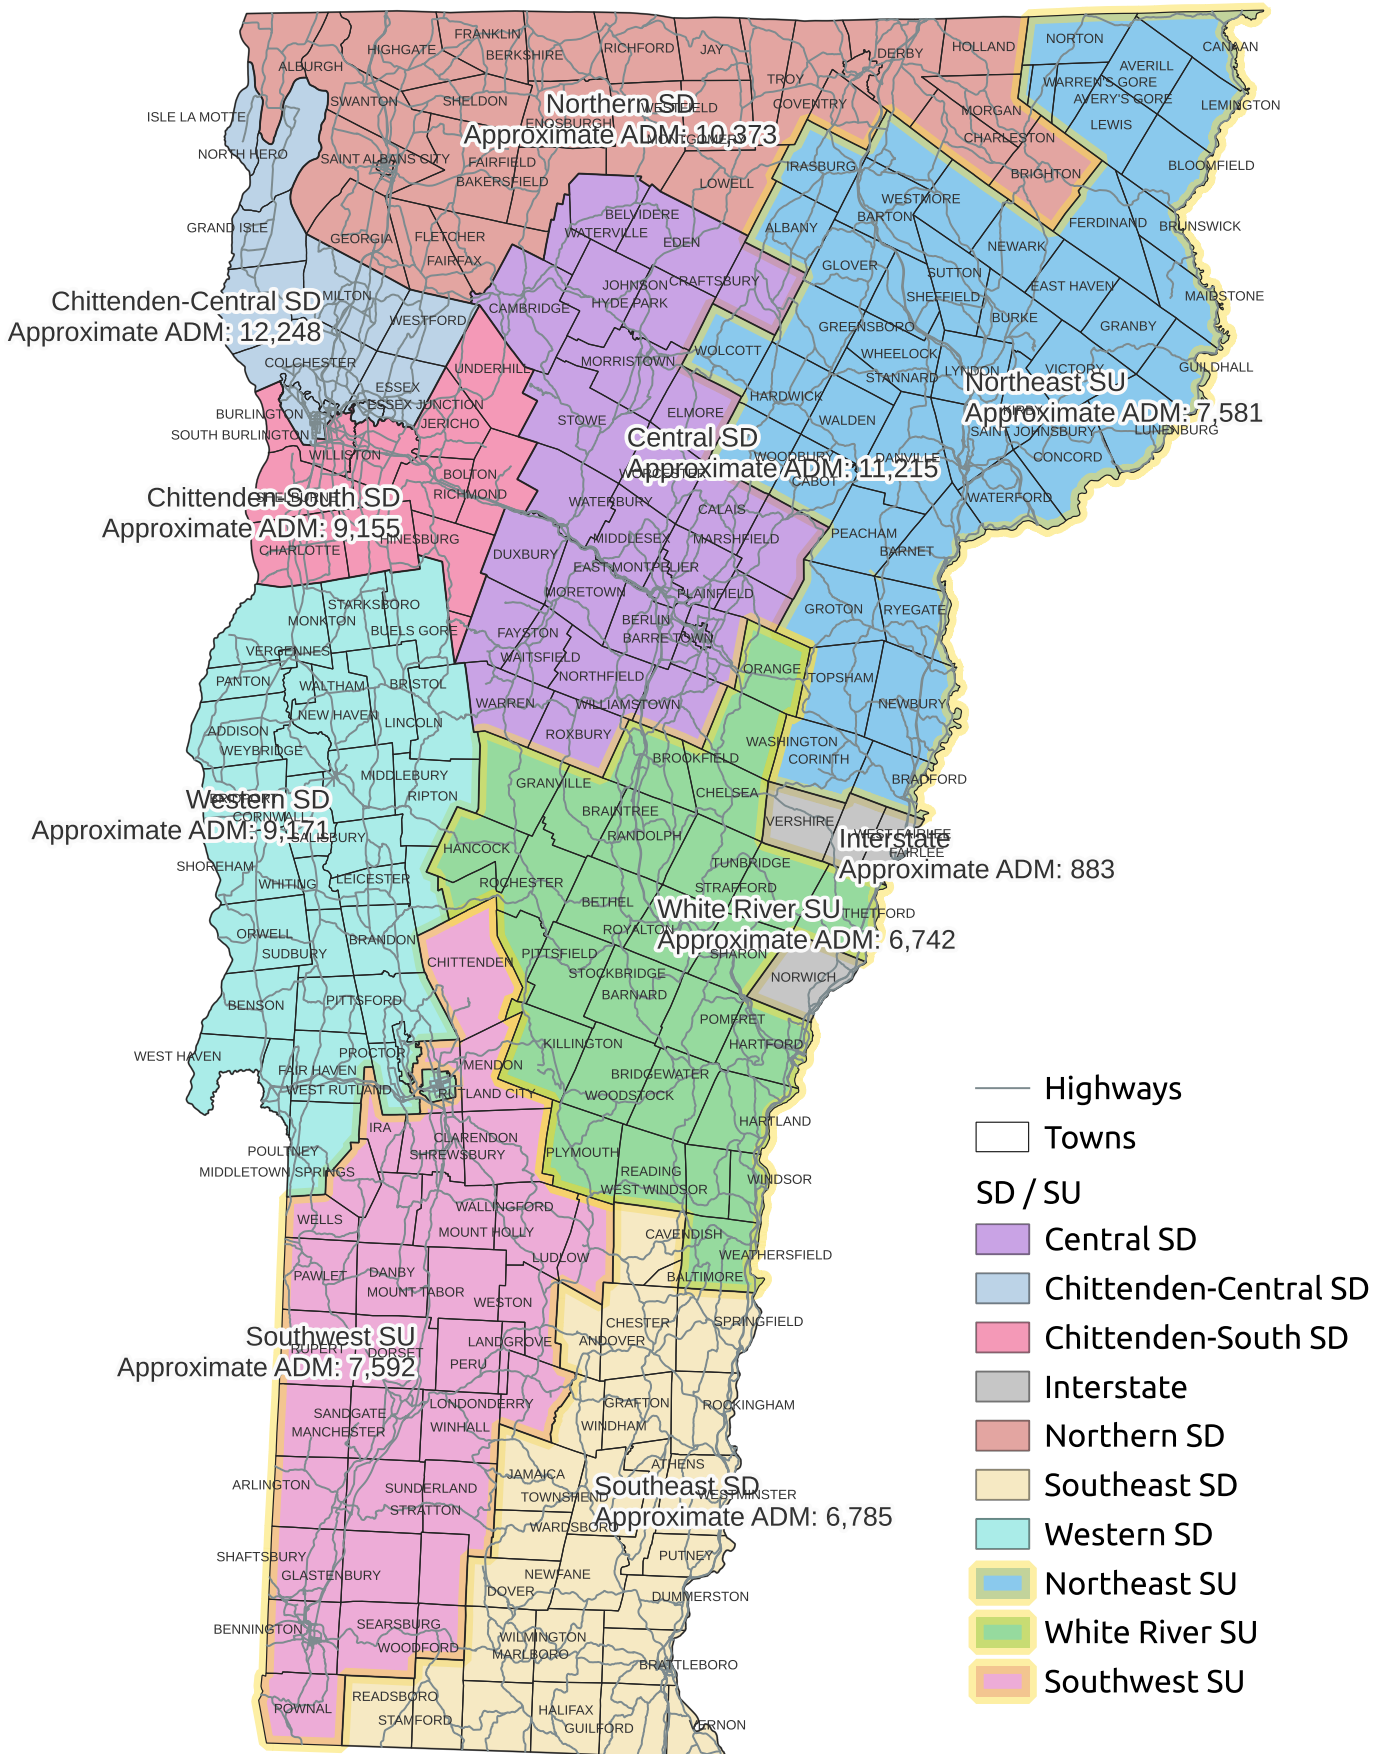 FRANKLIN
HIGHGATE
BERKSHIRE
RICHFORD
JAY
DERBY
HOLLAND
NORTON
CANAAN
ALBURGH
TROY
AVERILL
WARREN'S GORE
AVERY'S GORE
SWANTON
SHELDON
Northern SD
WESTFIELD
COVENTRY
MORGAN
LEMINGTON
ISLE LA MOTTE
ENOSBURGH
LEWIS
Approximate ADM: 10,373
MONTGOMERY
CHARLESTON
NORTH HERO
SAINT ALBANS CITY
FAIRFIELD
IRASBURG
BLOOMFIELD
BAKERSFIELD
LOWELL
BRIGHTON
WESTMORE
BELVIDERE
BARTON
GRAND ISLE
WATERVILLE
ALBANY
FERDINAND
BRUNSWICK
GEORGIA
FLETCHER
EDEN
NEWARK
FAIRFAX
GLOVER
SUTTON
JOHNSON
CRAFTSBURY
EAST HAVEN
MILTON
HYDE PARK
SHEFFIELD
MAIDSTONE
Chittenden-Central SD
CAMBRIDGE
Approximate ADM: 12,248
WESTFORD
GREENSBORO
BURKE
GRANBY
COLCHESTER
UNDERHILL
MORRISTOWN
WOLCOTT
WHEELOCK
LYNDON
VICTORY
GUILDHALL
STANNARD
Northeast SU
ESSEX
HARDWICK
ESSEX JUNCTION
BURLINGTON
JERICHO
STOWE
ELMORE
WALDEN
KIRBY
Approximate ADM: 7,581
SOUTH BURLINGTON
Central SD
SAINT JOHNSBURY
LUNENBURG
WILLISTON
WOODBURY
DANVILLE
CONCORD
BOLTON
WORCESTER
Approximate ADM: 11,215
CABOT
RICHMOND
Chittenden-South SD
SHELBURNE
WATERBURY
CALAIS
WATERFORD
Approximate ADM: 9,155
HINESBURG
MIDDLESEX
MARSHFIELD
PEACHAM
CHARLOTTE
DUXBURY
BARNET
EAST MONTPELIER
STARKSBORO
MORETOWN
PLAINFIELD
GROTON
RYEGATE
MONKTON
BUELS GORE
FAYSTON
BERLIN
BARRE TOWN
VERGENNES
WAITSFIELD
ORANGE
PANTON
WALTHAM
BRISTOL
NORTHFIELD
TOPSHAM
NEW HAVEN
WARREN
WILLIAMSTOWN
NEWBURY
ADDISON
LINCOLN
ROXBURY
WEYBRIDGE
WASHINGTON
BROOKFIELD
CORINTH
MIDDLEBURY
GRANVILLE
BRADFORD
RIPTON
CHELSEA
Western SD
BRIDPORT
CORNWALL
BRAINTREE
VERSHIRE
Approximate ADM: 9,171
SALISBURY
RANDOLPH
WEST FAIRLEE
Interstate
HANCOCK
FAIRLEE
SHOREHAM
TUNBRIDGE
Approximate ADM: 883
WHITING
LEICESTER
ROCHESTER
STRAFFORD
BETHEL
White River SU
THETFORD
ORWELL
BRANDON
ROYALTON
Approximate ADM: 6,742
SUDBURY
PITTSFIELD
SHARON
CHITTENDEN
STOCKBRIDGE
NORWICH
BENSON
PITTSFORD
BARNARD
POMFRET
KILLINGTON
HARTFORD
WEST HAVEN
PROCTOR
FAIR HAVEN
MENDON
BRIDGEWATER
WEST RUTLAND
RUTLAND CITY
WOODSTOCK
Highways
IRA
HARTLAND
CLARENDON
Towns
POULTNEY
SHREWSBURY
PLYMOUTH
MIDDLETOWN SPRINGS
READING
WINDSOR
WEST WINDSOR
SD / SU
WELLS
WALLINGFORD
MOUNT HOLLY
CAVENDISH
Central SD
LUDLOW
WEATHERSFIELD
PAWLET
DANBY
BALTIMORE
MOUNT TABOR
Chittenden-Central SD
WESTON
CHESTER
SPRINGFIELD
Southwest SU
LANDGROVE
ANDOVER
Chittenden-South SD
RUPERT
DORSET
Approximate ADM: 7,592
PERU
Interstate
LONDONDERRY
GRAFTON
ROCKINGHAM
SANDGATE
MANCHESTER
WINHALL
WINDHAM
Northern SD
ATHENS
JAMAICA
ARLINGTON
SUNDERLAND
Southeast SD
Southeast SD
TOWNSHEND
WESTMINSTER
STRATTON
Approximate ADM: 6,785
WARDSBORO
Western SD
SHAFTSBURY
PUTNEY
GLASTENBURY
NEWFANE
Northeast SU
DOVER
DUMMERSTON
BENNINGTON
SEARSBURG
WILMINGTON
White River SU
WOODFORD
MARLBORO
BRATTLEBORO
Southwest SU
READSBORO
POWNAL
STAMFORD
HALIFAX
GUILFORD
VERNON